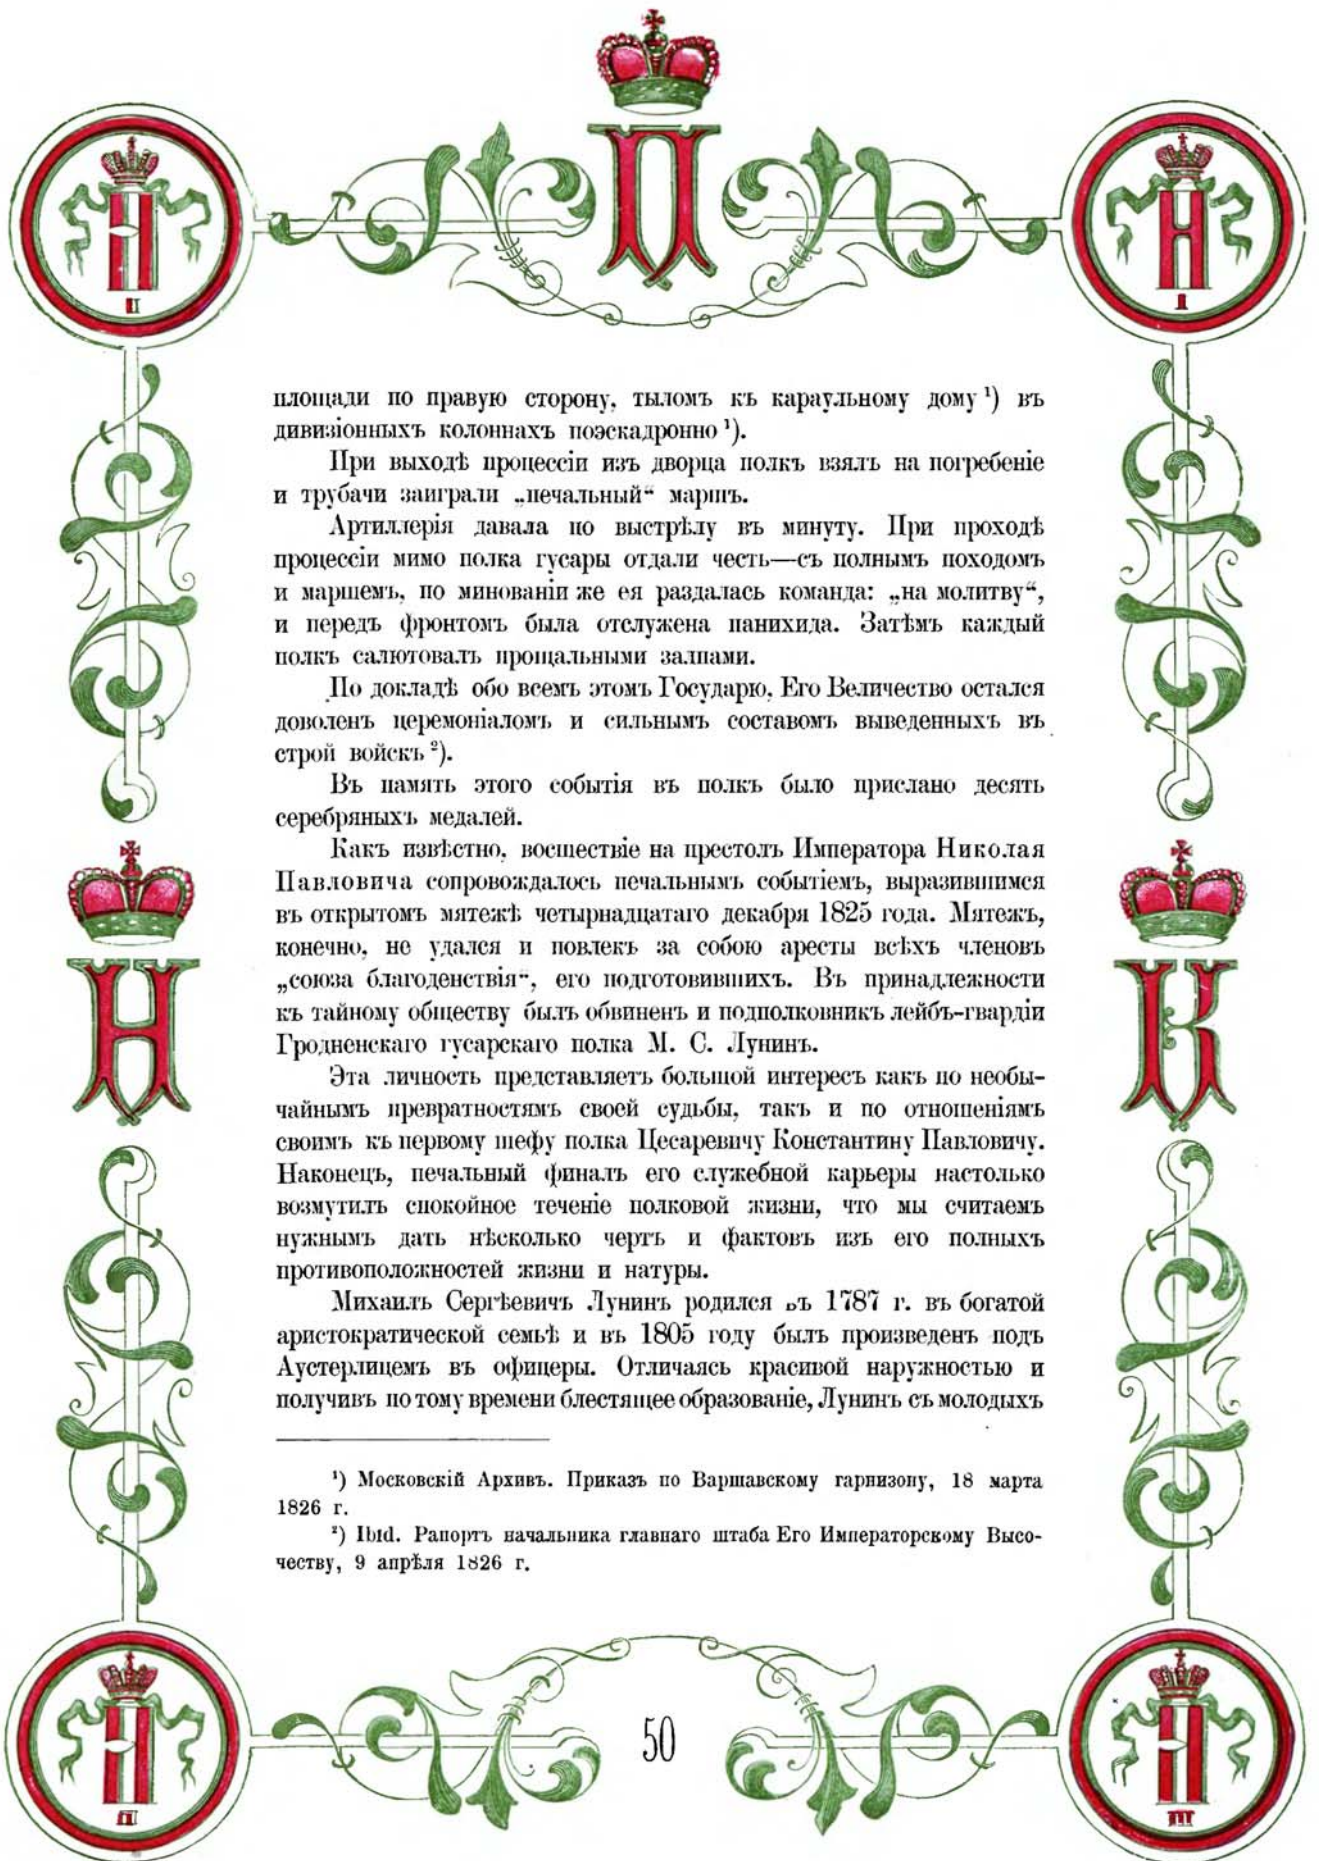 П
II
I
площади по правую сторону, тыломъ къ караульному дому ¹) въ
дивизіонныхъ колоннахъ поэскадронно ¹).
При выходѣ процессіи изъ дворца полкъ взялъ на погребеніе
и трубачи заиграли „печальный“ маршъ.
Артиллерія давала по выстрѣлу въ минуту. При проходѣ
процессіи мимо полка гусары отдали честь—съ полнымъ походомъ
и маршемъ, по минованіи же ея раздалась команда: „на молитву“,
и передъ фронтомъ была отслужена панихида. Затѣмъ каждый
полкъ салютовалъ прощальными залпами.
По докладѣ обо всемъ этомъ Государю, Его Величество остался
доволенъ церемоніаломъ и сильнымъ составомъ выведенныхъ въ
строй войскъ ²).
Въ память этого событія въ полкъ было прислано десять
серебряныхъ медалей.
Какъ извѣстно, восшествіе на престолъ Императора Николая
Павловича сопровождалось печальнымъ событіемъ, выразившимся
въ открытомъ мятежѣ четырнадцатаго декабря 1825 года. Мятежъ,
конечно, не удался и повлекъ за собою аресты всѣхъ членовъ
„союза благоденствія“, его подготовившихъ. Въ принадлежности
къ тайному обществу былъ обвиненъ и подполковникъ лейбъ-гвардіи
Гродненскаго гусарскаго полка М. С. Лунинъ.
Эта личность представляетъ большой интересъ какъ по необы-
чайнымъ превратностямъ своей судьбы, такъ и по отношеніямъ
своимъ къ первому шефу полка Цесаревичу Константину Павловичу.
Наконецъ, печальный финалъ его служебной карьеры настолько
возмутилъ спокойное теченіе полковой жизни, что мы считаемъ
нужнымъ дать нѣсколько чертъ и фактовъ изъ его полныхъ
противоположностей жизни и натуры.
Михаилъ Сергѣевичъ Лунинъ родился въ 1787 г. въ богатой
аристократической семьѣ и въ 1805 году былъ произведенъ подъ
Аустерлицемъ въ офицеры. Отличаясь красивой наружностью и
получивъ по тому времени блестящее образованіе, Лунинъ съ молодыхъ
Н
К
¹) Московскій Архивъ. Приказъ по Варшавскому гарнизону, 18 марта
1826 г.
²) Ibid. Рапортъ начальника главнаго штаба Его Императорскому Высо-
честву, 9 апрѣля 1826 г.
50
II
III